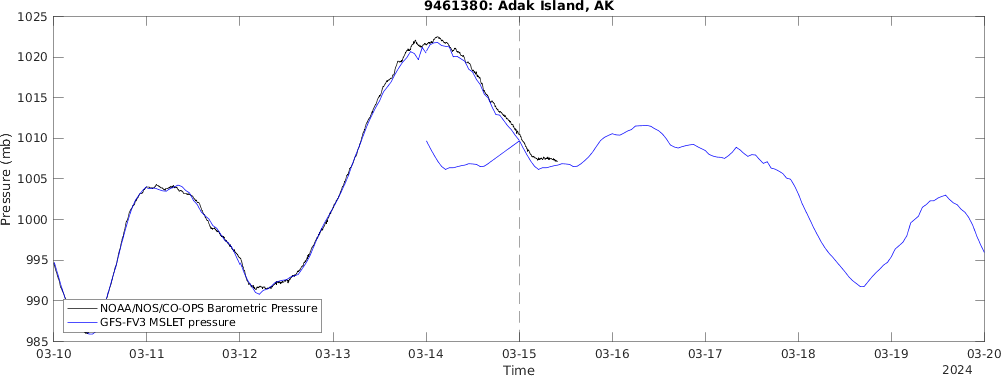 9461380: Adak Island, AK
Pressure (mb)
1025
1020
1015
1010
1005
1000
995
990
985
NOAA/NOS/CO-OPS Barometric Pressure
GFS-FV3 MSLET pressure
03-10 03-11 03-12 03-13 03-14 03-15 03-16 03-17 03-18 03-19 03-20
Time
2024